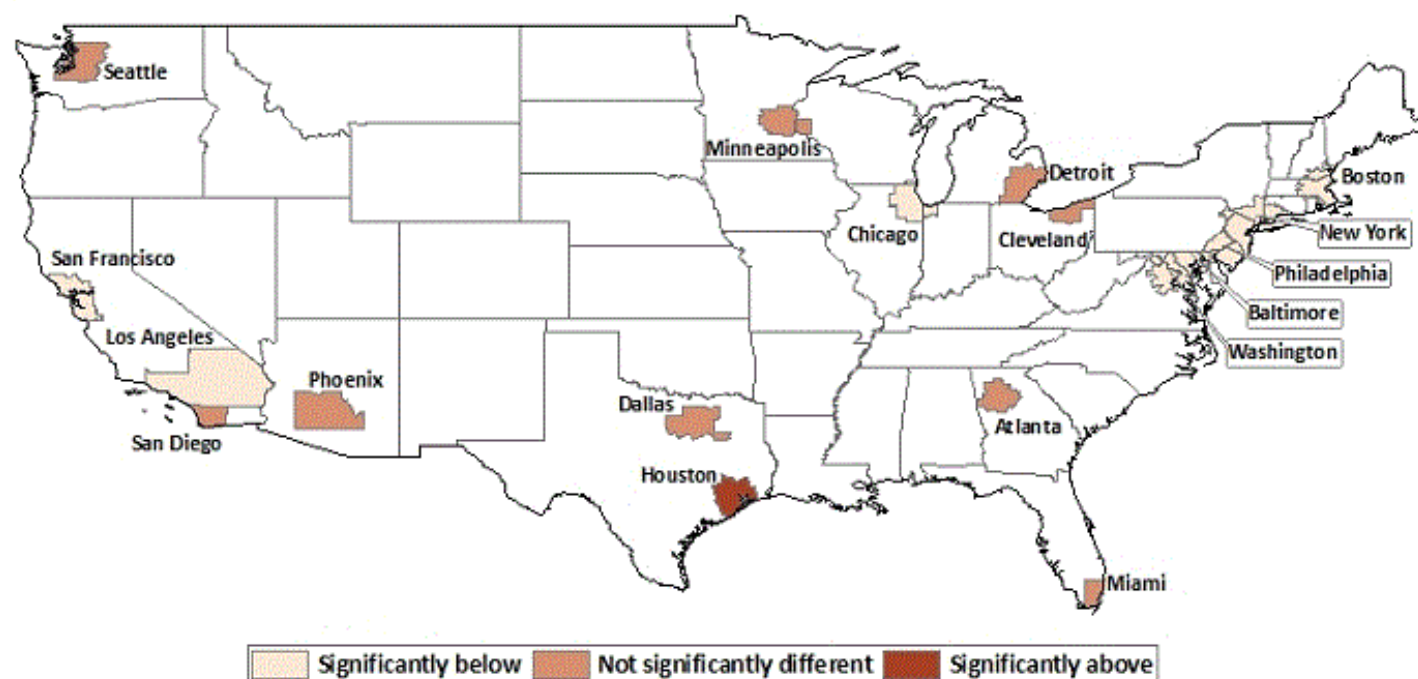 Seattle
Minneapolis
Detroit
Boston
Chicago
Cleveland
New York
San Francisco
Philadelphia
Baltimore
Los Angeles
Washington
Phoenix
Dallas
San Diego
Atlanta
Houston
Miami
Significantly below
Not significantly different
Significantly above